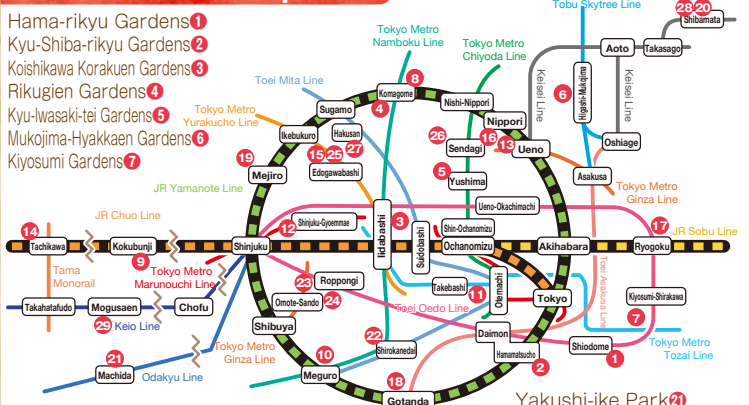 Hama-rikyu Gardens 1
Kyu-Shiba-rikyu Gardens 2
Koishikawa Korakuen Gardens 3
Rikugien Gardens 4
Kyu-Iwasaki-tei Gardens 5
Mukojima-Hyakkaen Gardens 6
Kiyosumi Gardens 7
Tobu Skytree Line
28 20
Shibamata
Tokyo Metro
Namboku Line
Tokyo Metro
Chiyoda Line
Aoto
Takasago
Keisei Line
Keisei Line
Toei Mita Line
8
Komagome
4
Nishi-Nippori
6
Higashi-Mukojima
Tokyo Metro
Yurakucho Line
Sugamo
Hakusan
27
Ikebukuro
15 25
Edogawabashi
Nippori
16
13
Ueno
26
Sendagi
Oshiage
19
Mejiro
5
Yushima
Asakusa
Tokyo Metro
Ginza Line
JR Yamanote Line
Ueno-Okachimachi
JR Chuo Line
14
Tachikawa
Kokubunji
9
Shinjuku
12
Shinjuku-Gyoemmae
Iidabashi
3
Suidobashi
Shin-Ochanomizu
Ochanomizu
Akihabara
17
Ryogoku
JR Sobu Line
Tama
Monorail
Tokyo Metro
Marunouchi Line
23
Roppongi
Omote-Sando
24
Takebashi
11
Otemachi
Tokyo
Toei Asakusa Line
Kiyosumi-Shirakawa
7
Takahatafudo
Mogusaen
29
Keio Line
Chofu
Toei Oedo Line
Shibuya
Tokyo Metro
Ginza Line
22
Shirokanedai
Daimon
Hamamatsucho
2
Shiodome
1
Tokyo Metro
Tozai Line
21
Machida
Odakyu Line
10
Meguro
18
Gotanda
Yakushi-ike Park 21